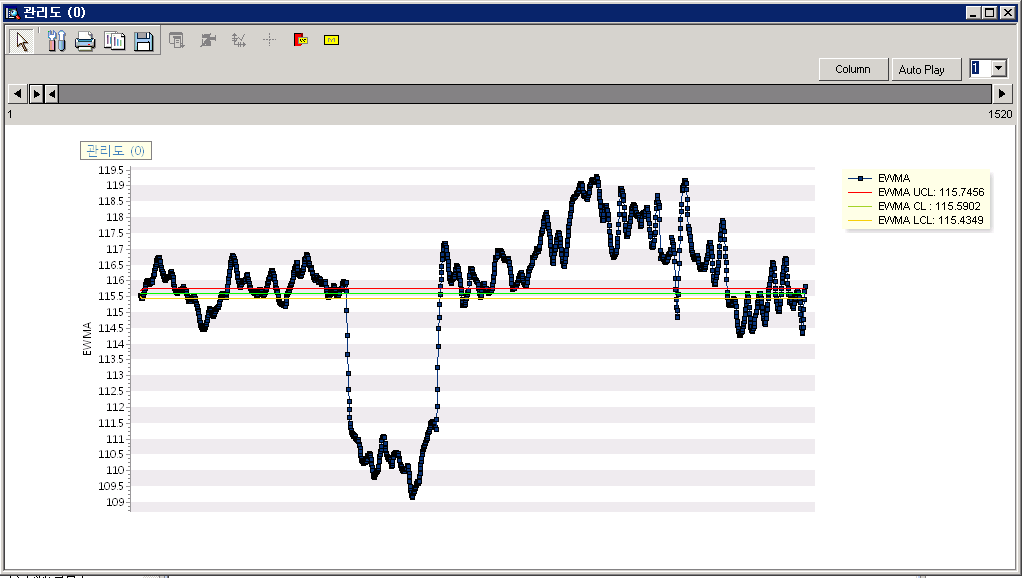 관리도 (0)
Column
Auto Play
1
1
1520
관리도 (0)
EWMA
119.5
119
118.5
118
117.5
117
116.5
116
115.5
115
114.5
114
113.5
113
112.5
112
111.5
111
110.5
110
109.5
109
EWMA
EWMA UCL: 115.7456
EWMA CL : 115.5902
EWMA LCL: 115.4349